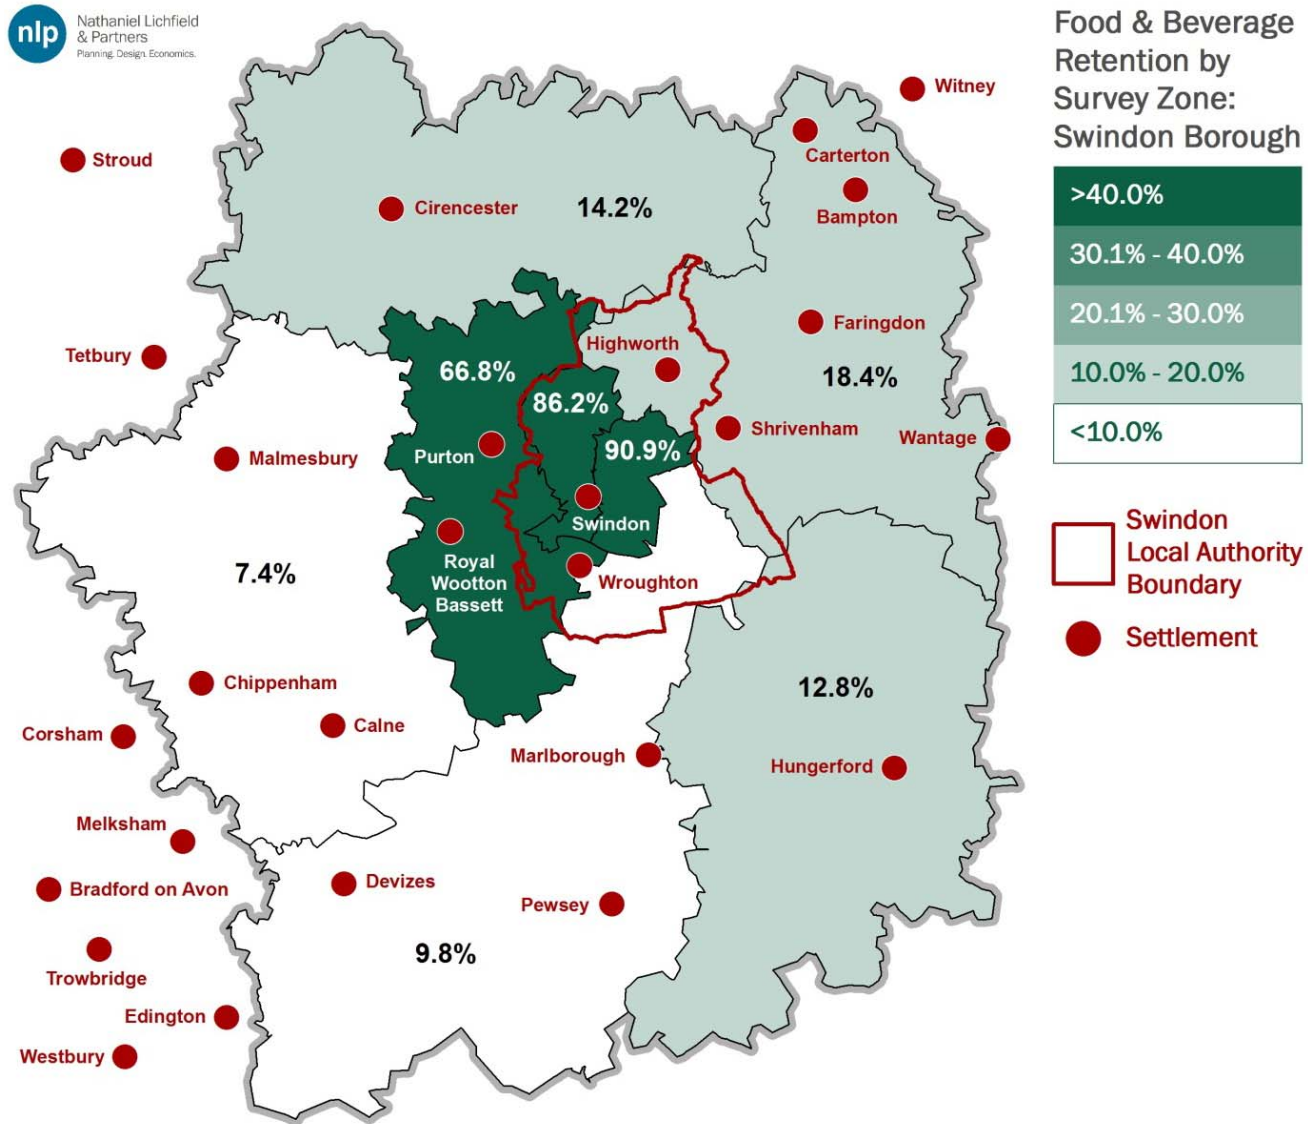 nlp
Nathaniel Lichfield
& Partners
Planning. Design. Economics.
Food & Beverage
Retention by
Survey Zone:
Swindon Borough
>40.0%
30.1% - 40.0%
20.1% - 30.0%
10.0% - 20.0%
<10.0%
Swindon
Local Authority
Boundary
Settlement
Witney
Stroud
Carterton
Cirencester
14.2%
Bampton
Faringdon
Highworth
Tetbury
66.8%
18.4%
86.2%
Shrivenham
Wantage
90.9%
Purton
Malmesbury
Swindon
Royal
Wootton
Bassett
7.4%
Wroughton
Chippenham
12.8%
Calne
Corsham
Marlborough
Hungerford
Melksham
Devizes
Bradford on Avon
Pewsey
9.8%
Trowbridge
Edington
Westbury